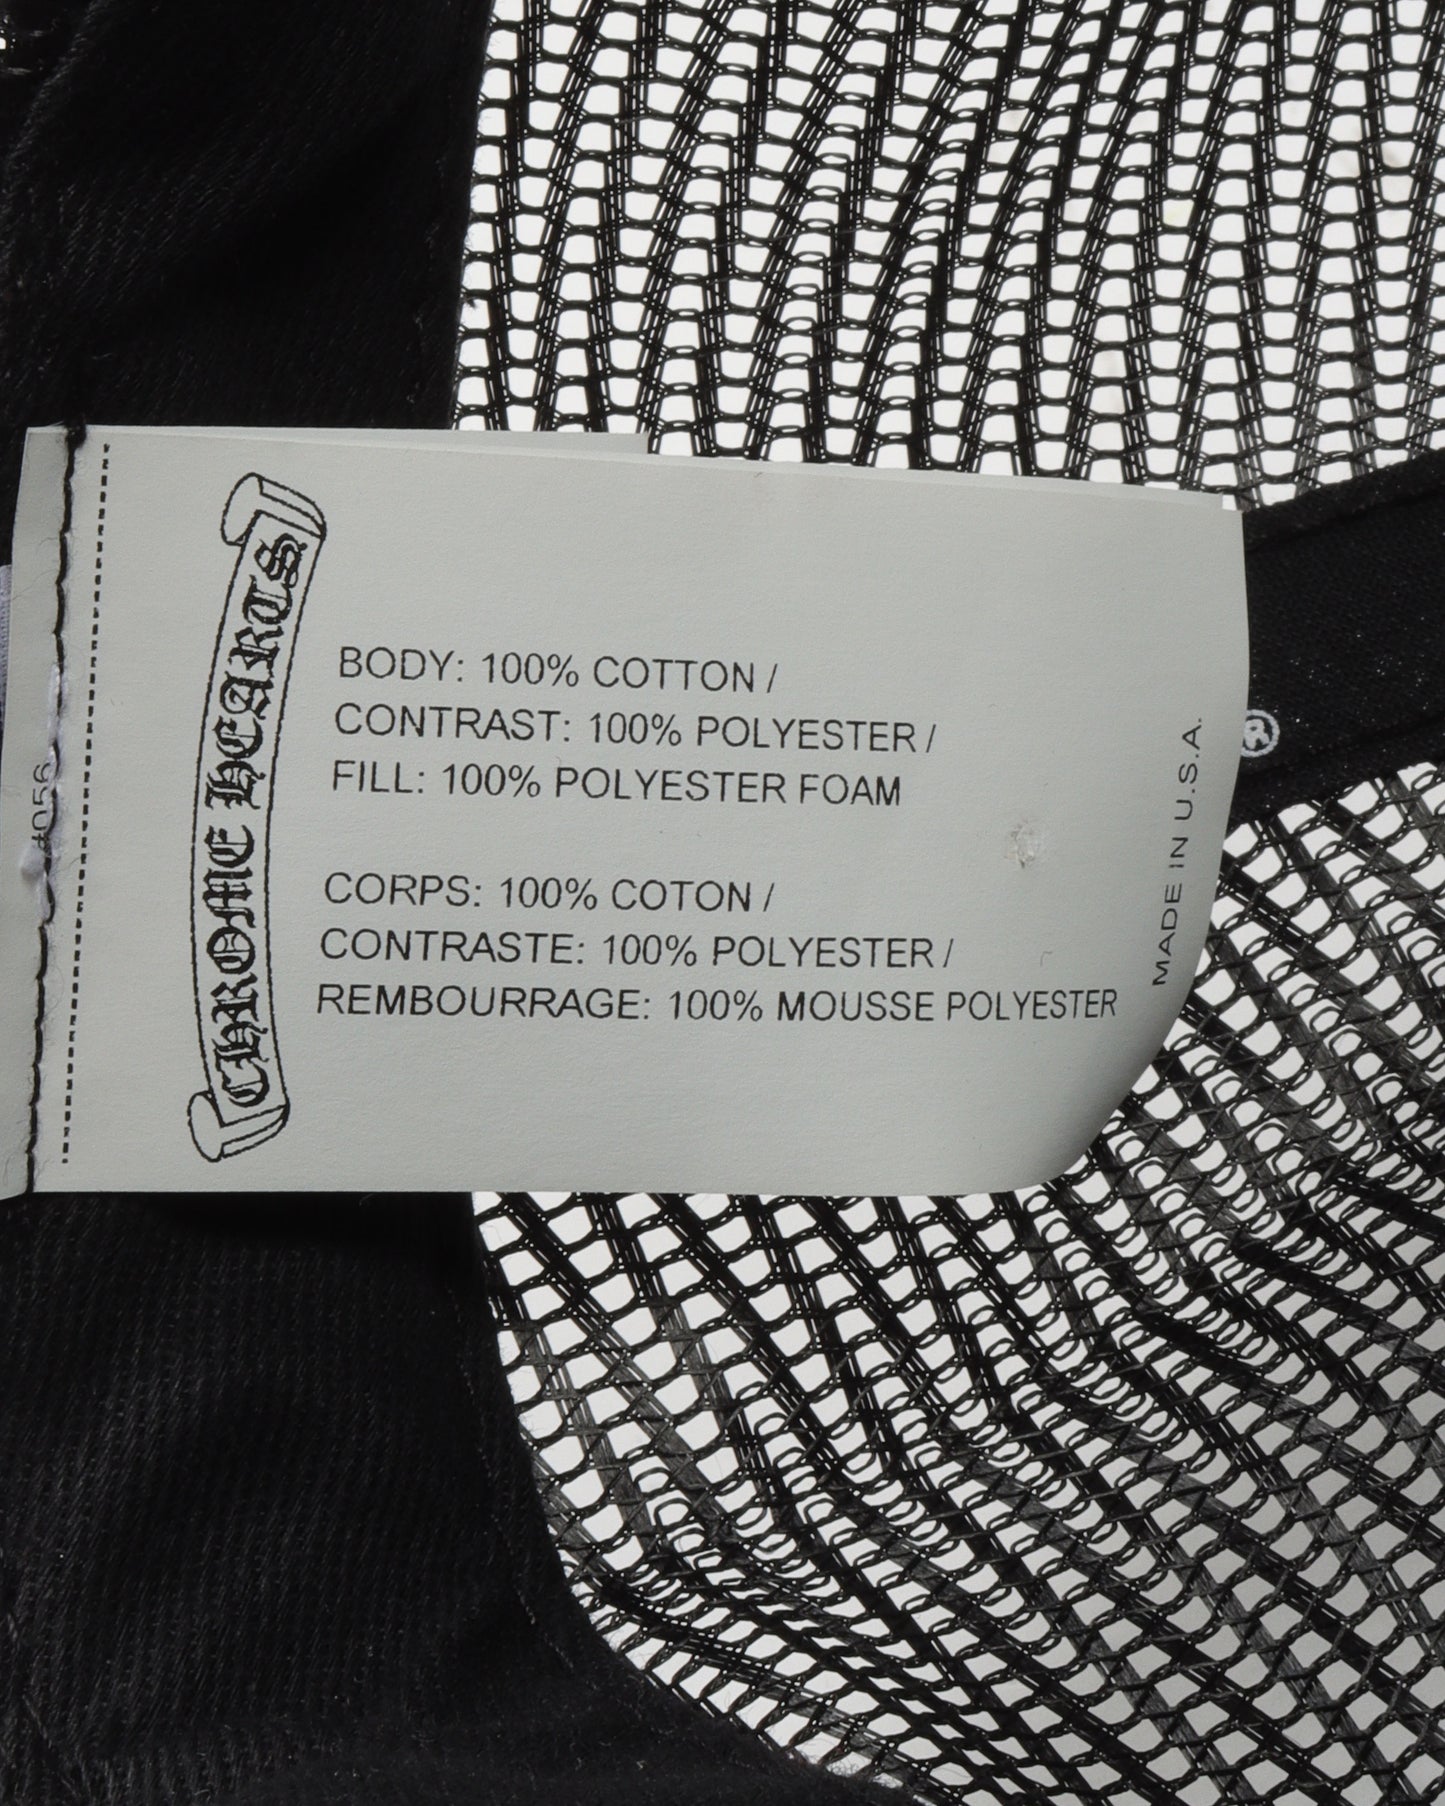 CHROME HEARTS
BODY: 100% COTTON /
CONTRAST: 100% POLYESTER /
FILL: 100% POLYESTER FOAM
CORPS: 100% COTON /
CONTRASTE: 100% POLYESTER /
REMBOURRAGE: 100% MOUSSE POLYESTER
MADE IN U.S.A.
®